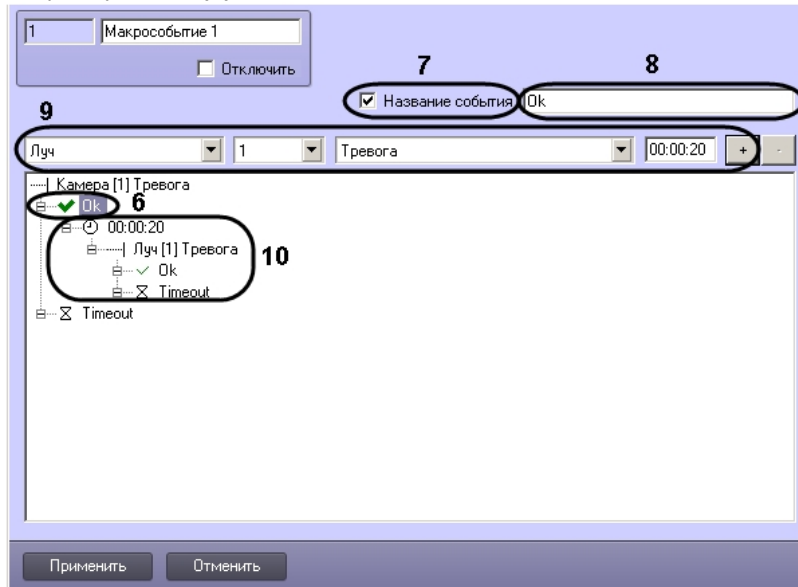 1 Макрособытие 1
Отключить
7 8
Название события Ok
9
Луч 1 Тревога 00:00:20 + -
Камера [1] Тревога
Ok 6
00:00:20
Луч [1] Тревога 10
Ok
Timeout
Timeout
Применить Отменить